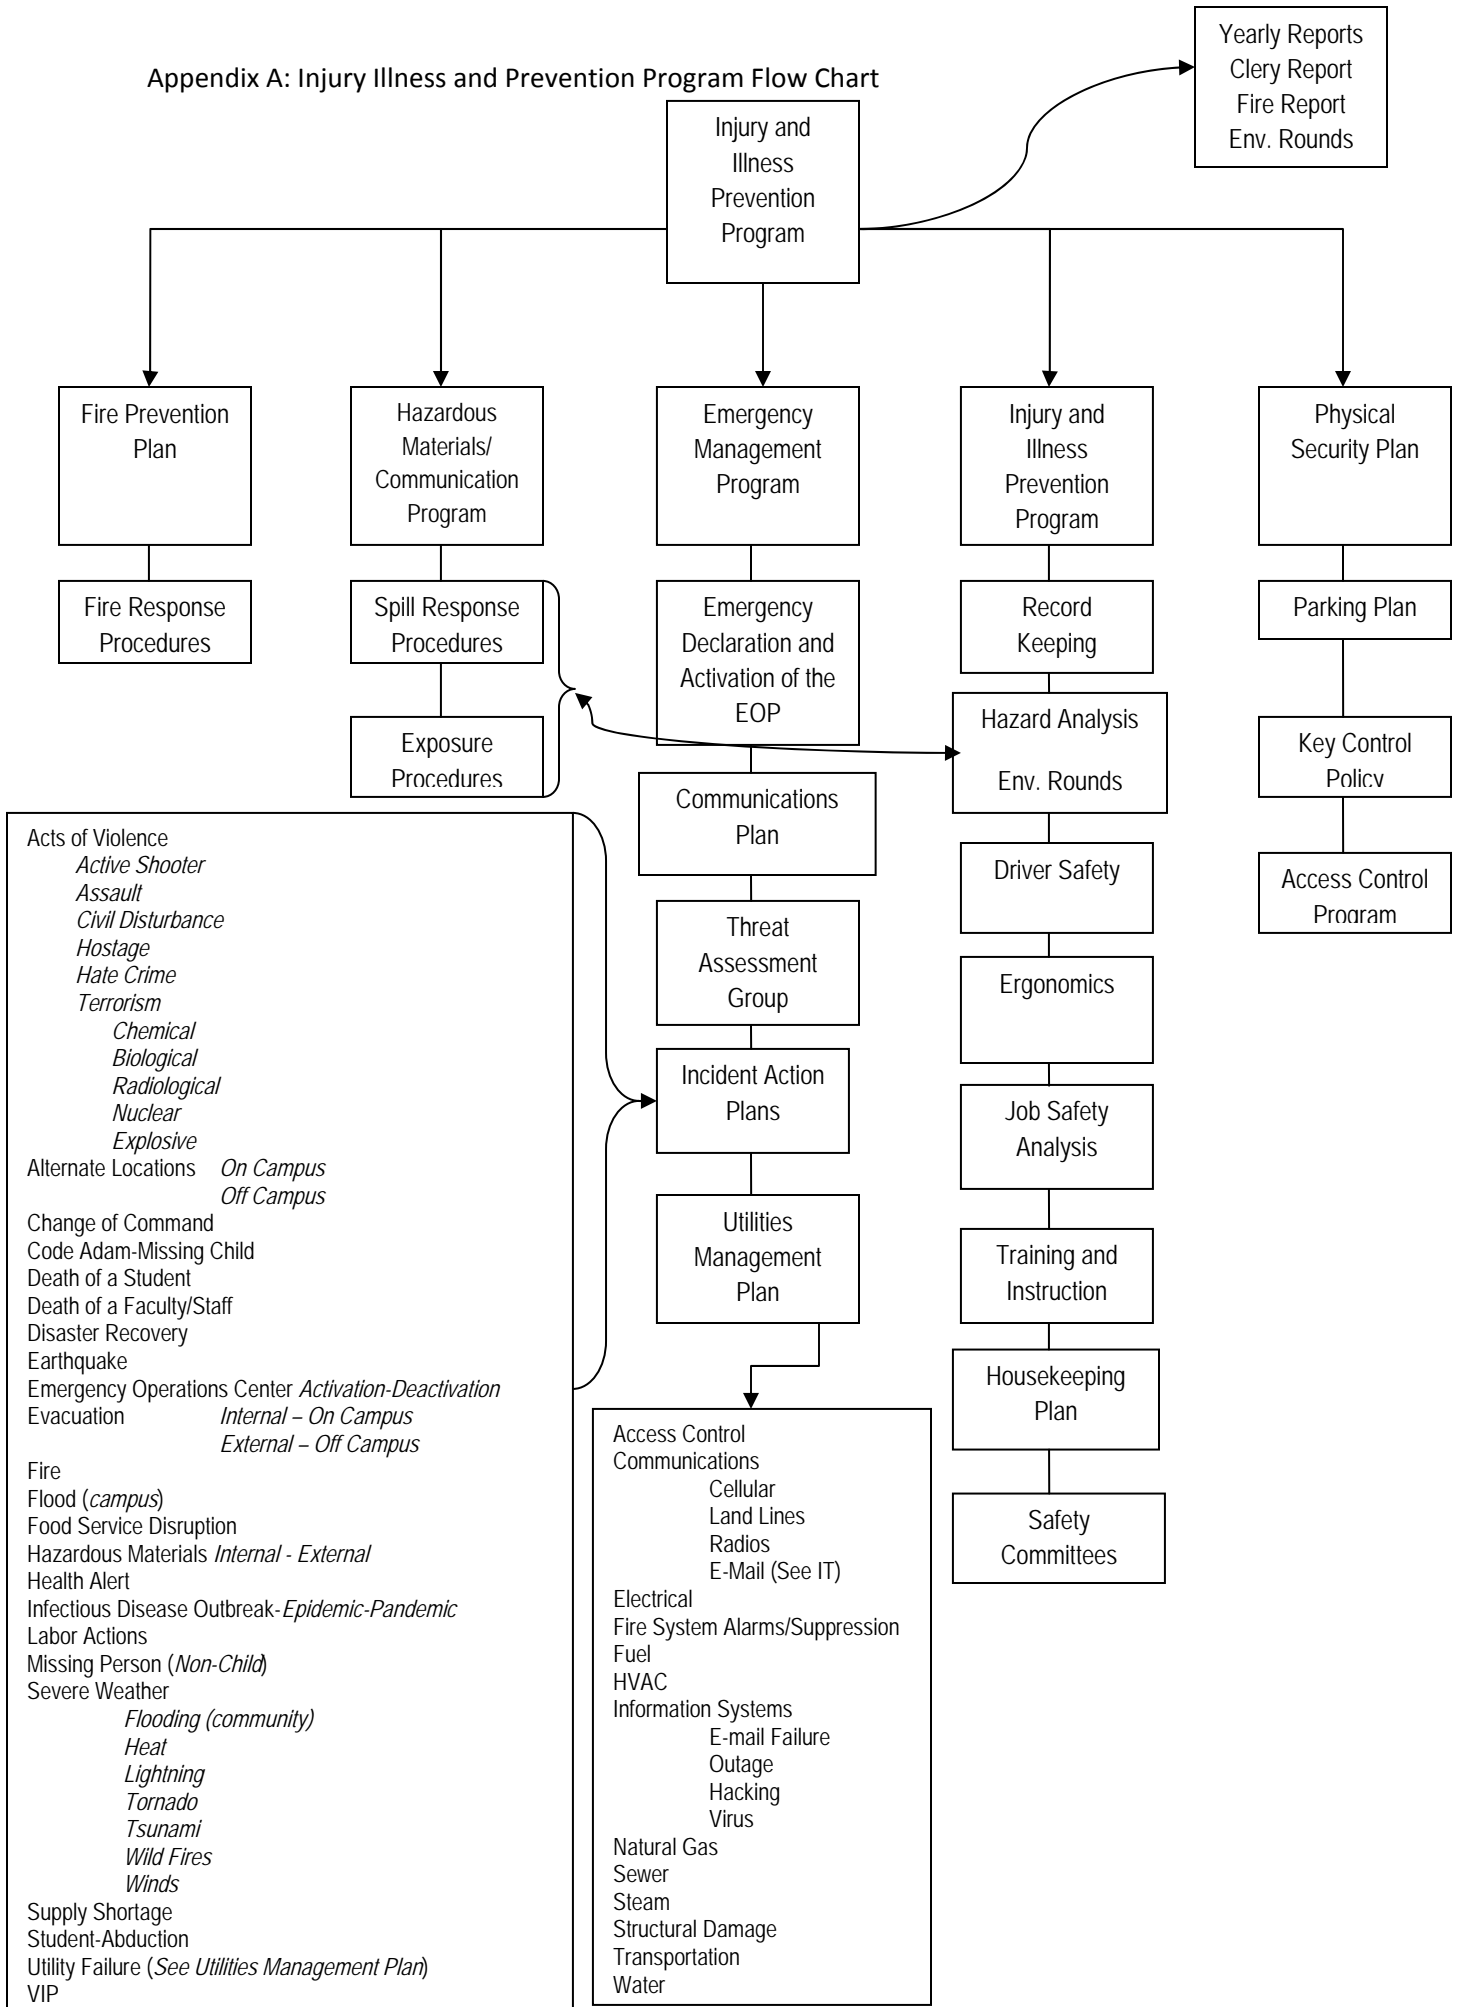 Yearly Reports
Clery Report
Fire Report
Env. Rounds
Appendix A: Injury Illness and Prevention Program Flow Chart
Injury and
Illness
Prevention
Program
Fire Prevention
Plan
Hazardous
Materials/
Communication
Program
Emergency
Management
Program
Injury and
Illness
Prevention
Program
Physical
Security Plan
Fire Response
Procedures
Spill Response
Procedures
Exposure
Procedures
Emergency
Declaration and
Activation of the
EOP
Communications
Plan
Threat
Assessment
Group
Incident Action
Plans
Utilities
Management
Plan
Record
Keeping
Hazard Analysis
Env. Rounds
Driver Safety
Ergonomics
Job Safety
Analysis
Training and
Instruction
Housekeeping
Plan
Safety
Committees
Parking Plan
Key Control
Policy
Access Control
Program
Acts of Violence
Active Shooter
Assault
Civil Disturbance
Hostage
Hate Crime
Terrorism
Chemical
Biological
Radiological
Nuclear
Explosive
Alternate Locations On Campus
Off Campus
Change of Command
Code Adam-Missing Child
Death of a Student
Death of a Faculty/Staff
Disaster Recovery
Earthquake
Emergency Operations Center Activation-Deactivation
Evacuation Internal – On Campus
External – Off Campus
Fire
Flood (campus)
Food Service Disruption
Hazardous Materials Internal - External
Health Alert
Infectious Disease Outbreak-Epidemic-Pandemic
Labor Actions
Missing Person (Non-Child)
Severe Weather
Flooding (community)
Heat
Lightning
Tornado
Tsunami
Wild Fires
Winds
Supply Shortage
Student-Abduction
Utility Failure (See Utilities Management Plan)
VIP
Access Control
Communications
Cellular
Land Lines
Radios
E-Mail (See IT)
Electrical
Fire System Alarms/Suppression
Fuel
HVAC
Information Systems
E-mail Failure
Outage
Hacking
Virus
Natural Gas
Sewer
Steam
Structural Damage
Transportation
Water